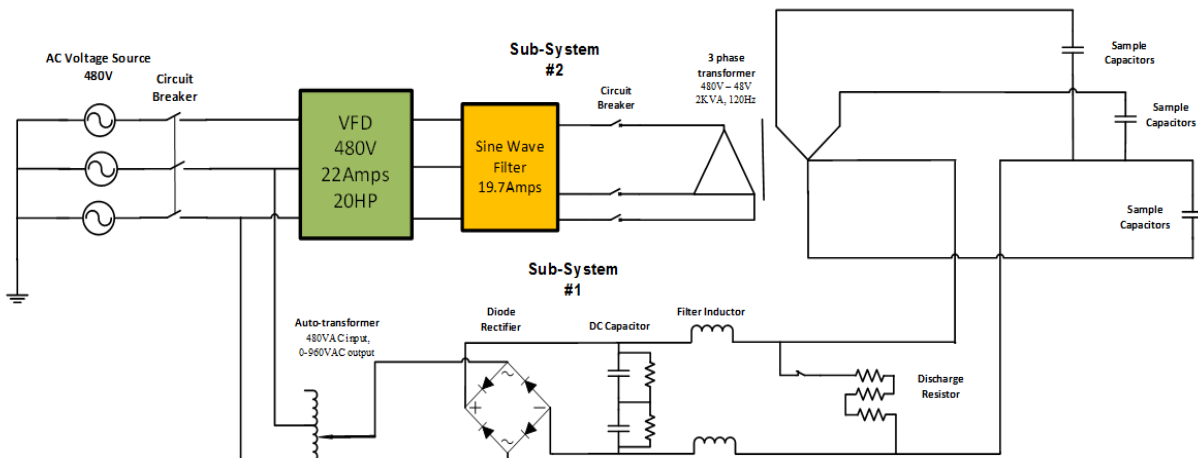 AC Voltage Source
480V
Circuit
Breaker
VFD
480V
22Amps
20HP
Sub-System
#2
Sine Wave
Filter
19.7Amps
Circuit
Breaker
3 phase
transformer
480V – 48V
2KVA, 120Hz
Sample
Capacitors
Sample
Capacitors
Sample
Capacitors
Sub-System
#1
Auto-transformer
480VAC input,
0-960VAC output
Diode
Rectifier
~
+
−
~
DC Capacitor
Filter Inductor
Discharge
Resistor